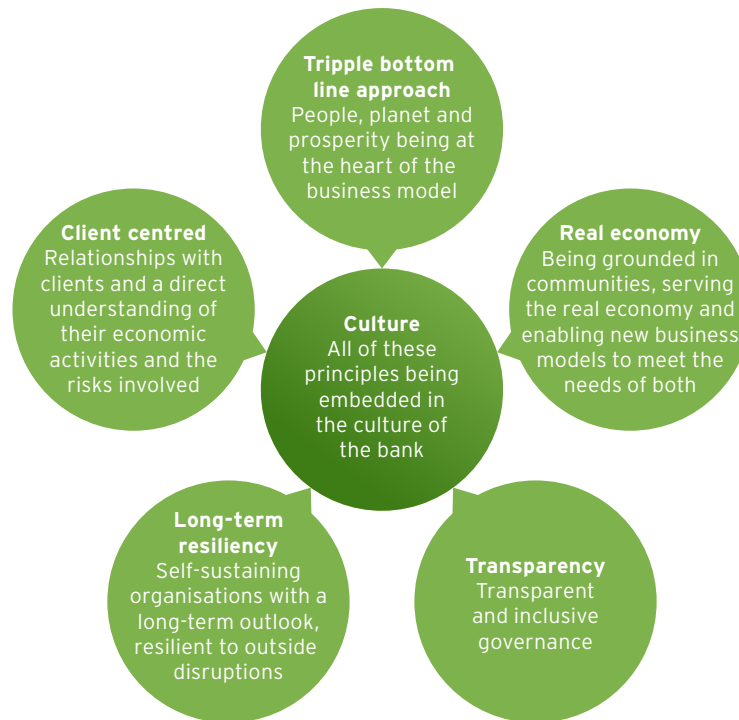 Tripple bottom
line approach
People, planet and
prosperity being at
the heart of the
business model
Client centred
Relationships with
clients and a direct
understanding of
their economic
activities and the
risks involved
Real economy
Being grounded in
communities, serving
the real economy and
enabling new business
models to meet the
needs of both
Culture
All of these
principles being
embedded in
the culture of
the bank
Long-term
resiliency
Self-sustaining
organisations with a
long-term outlook,
resilient to outside
disruptions
Transparency
Transparent
and inclusive
governance